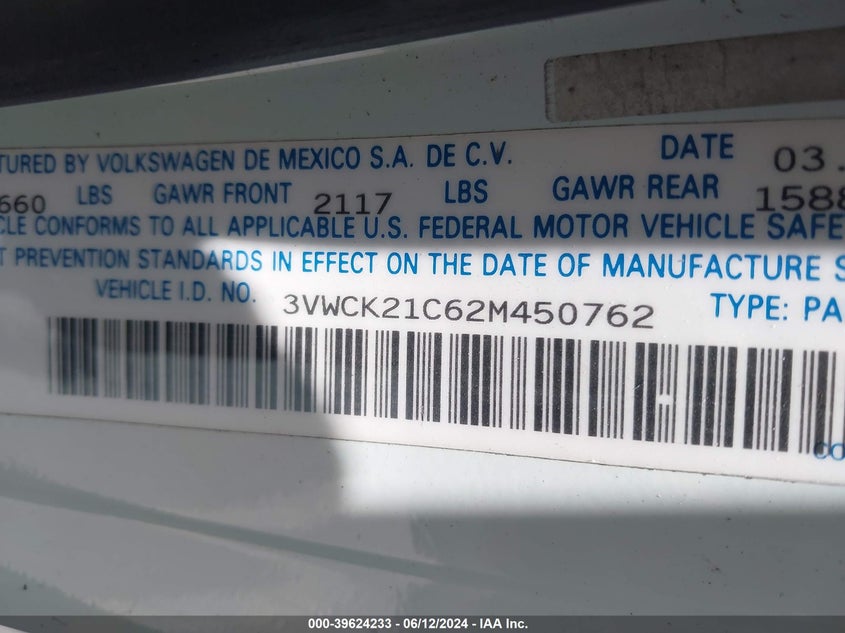 TURED BY VOLKSWAGEN DE MEXICO S.A. DE C.V. DATE 03.
660 LBS GAWR FRONT 2117 LBS GAWR REAR 1588
CLE CONFORMS TO ALL APPLICABLE U.S. FEDERAL MOTOR VEHICLE SAFE
T PREVENTION STANDARDS IN EFFECT ON THE DATE OF MANUFACTURE S
VEHICLE I.D. NO. 3VWCK21C62M450762 TYPE: PA
CO
000-39624233 - 06/12/2024 - IAA Inc.